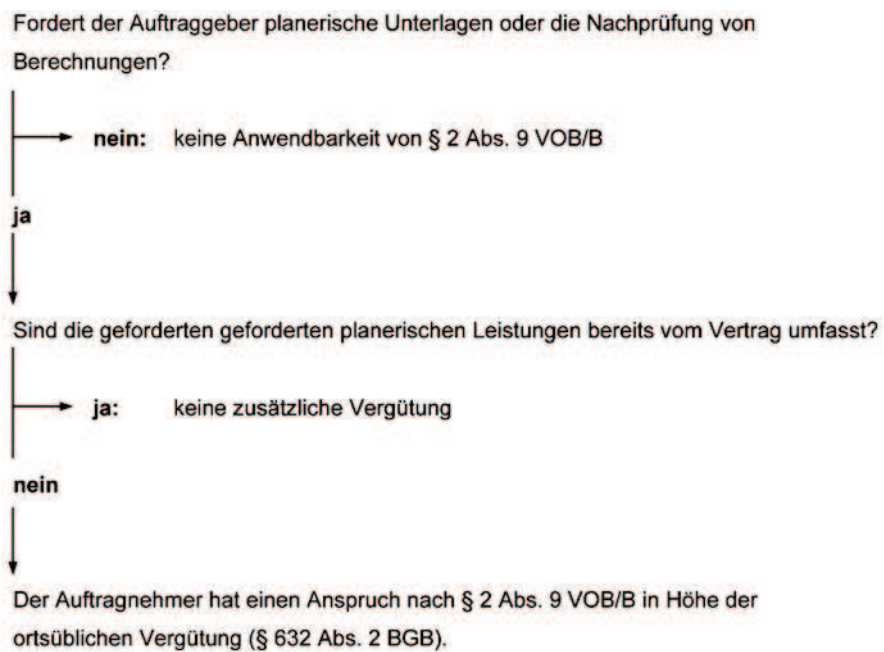 Fordert der Auftraggeber planerische Unterlagen oder die Nachprüfung von
Berechnungen?
nein: keine Anwendbarkeit von § 2 Abs. 9 VOB/B
ja
Sind die geforderten geforderten planerischen Leistungen bereits vom Vertrag umfasst?
ja: keine zusätzliche Vergütung
nein
Der Auftragnehmer hat einen Anspruch nach § 2 Abs. 9 VOB/B in Höhe der
ortsüblichen Vergütung (§ 632 Abs. 2 BGB).